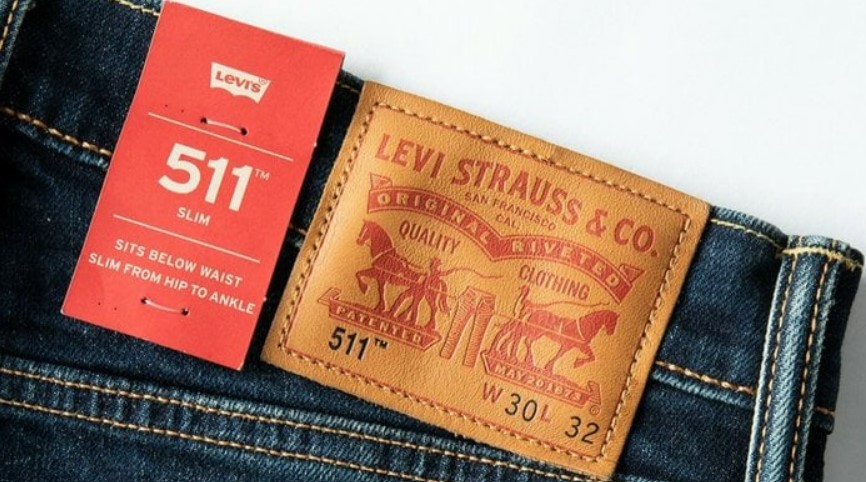 Levi's
511™
SLIM
SITS BELOW WAIST
SLIM FROM HIP TO ANKLE
LEVI STRAUSS & CO.
SAN FRANCISCO
CAL.
ORIGINAL RIVETED
QUALITY CLOTHING
PATENTED
MAY 20 1873
511™
W 30 L 32